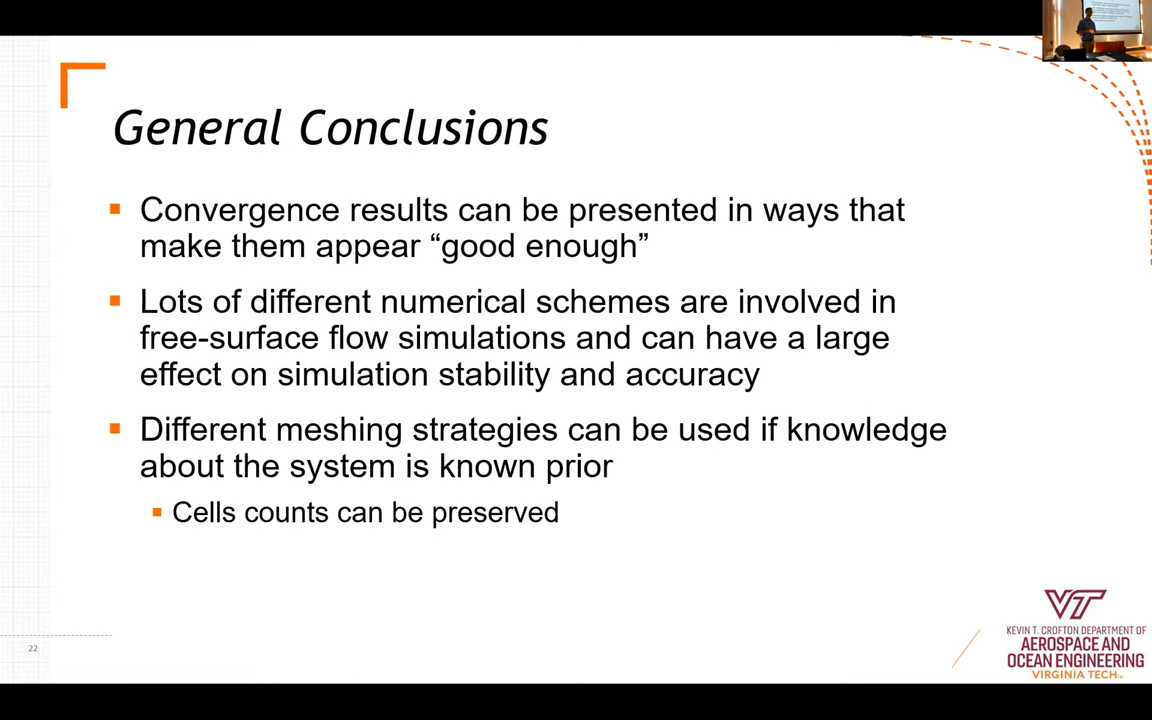 General Conclusions
Convergence results can be presented in ways that
make them appear “good enough”
Lots of different numerical schemes are involved in
free-surface flow simulations and can have a large
effect on simulation stability and accuracy
Different meshing strategies can be used if knowledge
about the system is known prior
Cells counts can be preserved
22
VT
KEVIN T. CROFTON DEPARTMENT OF
AEROSPACE AND
OCEAN ENGINEERING
VIRGINIA TECH™